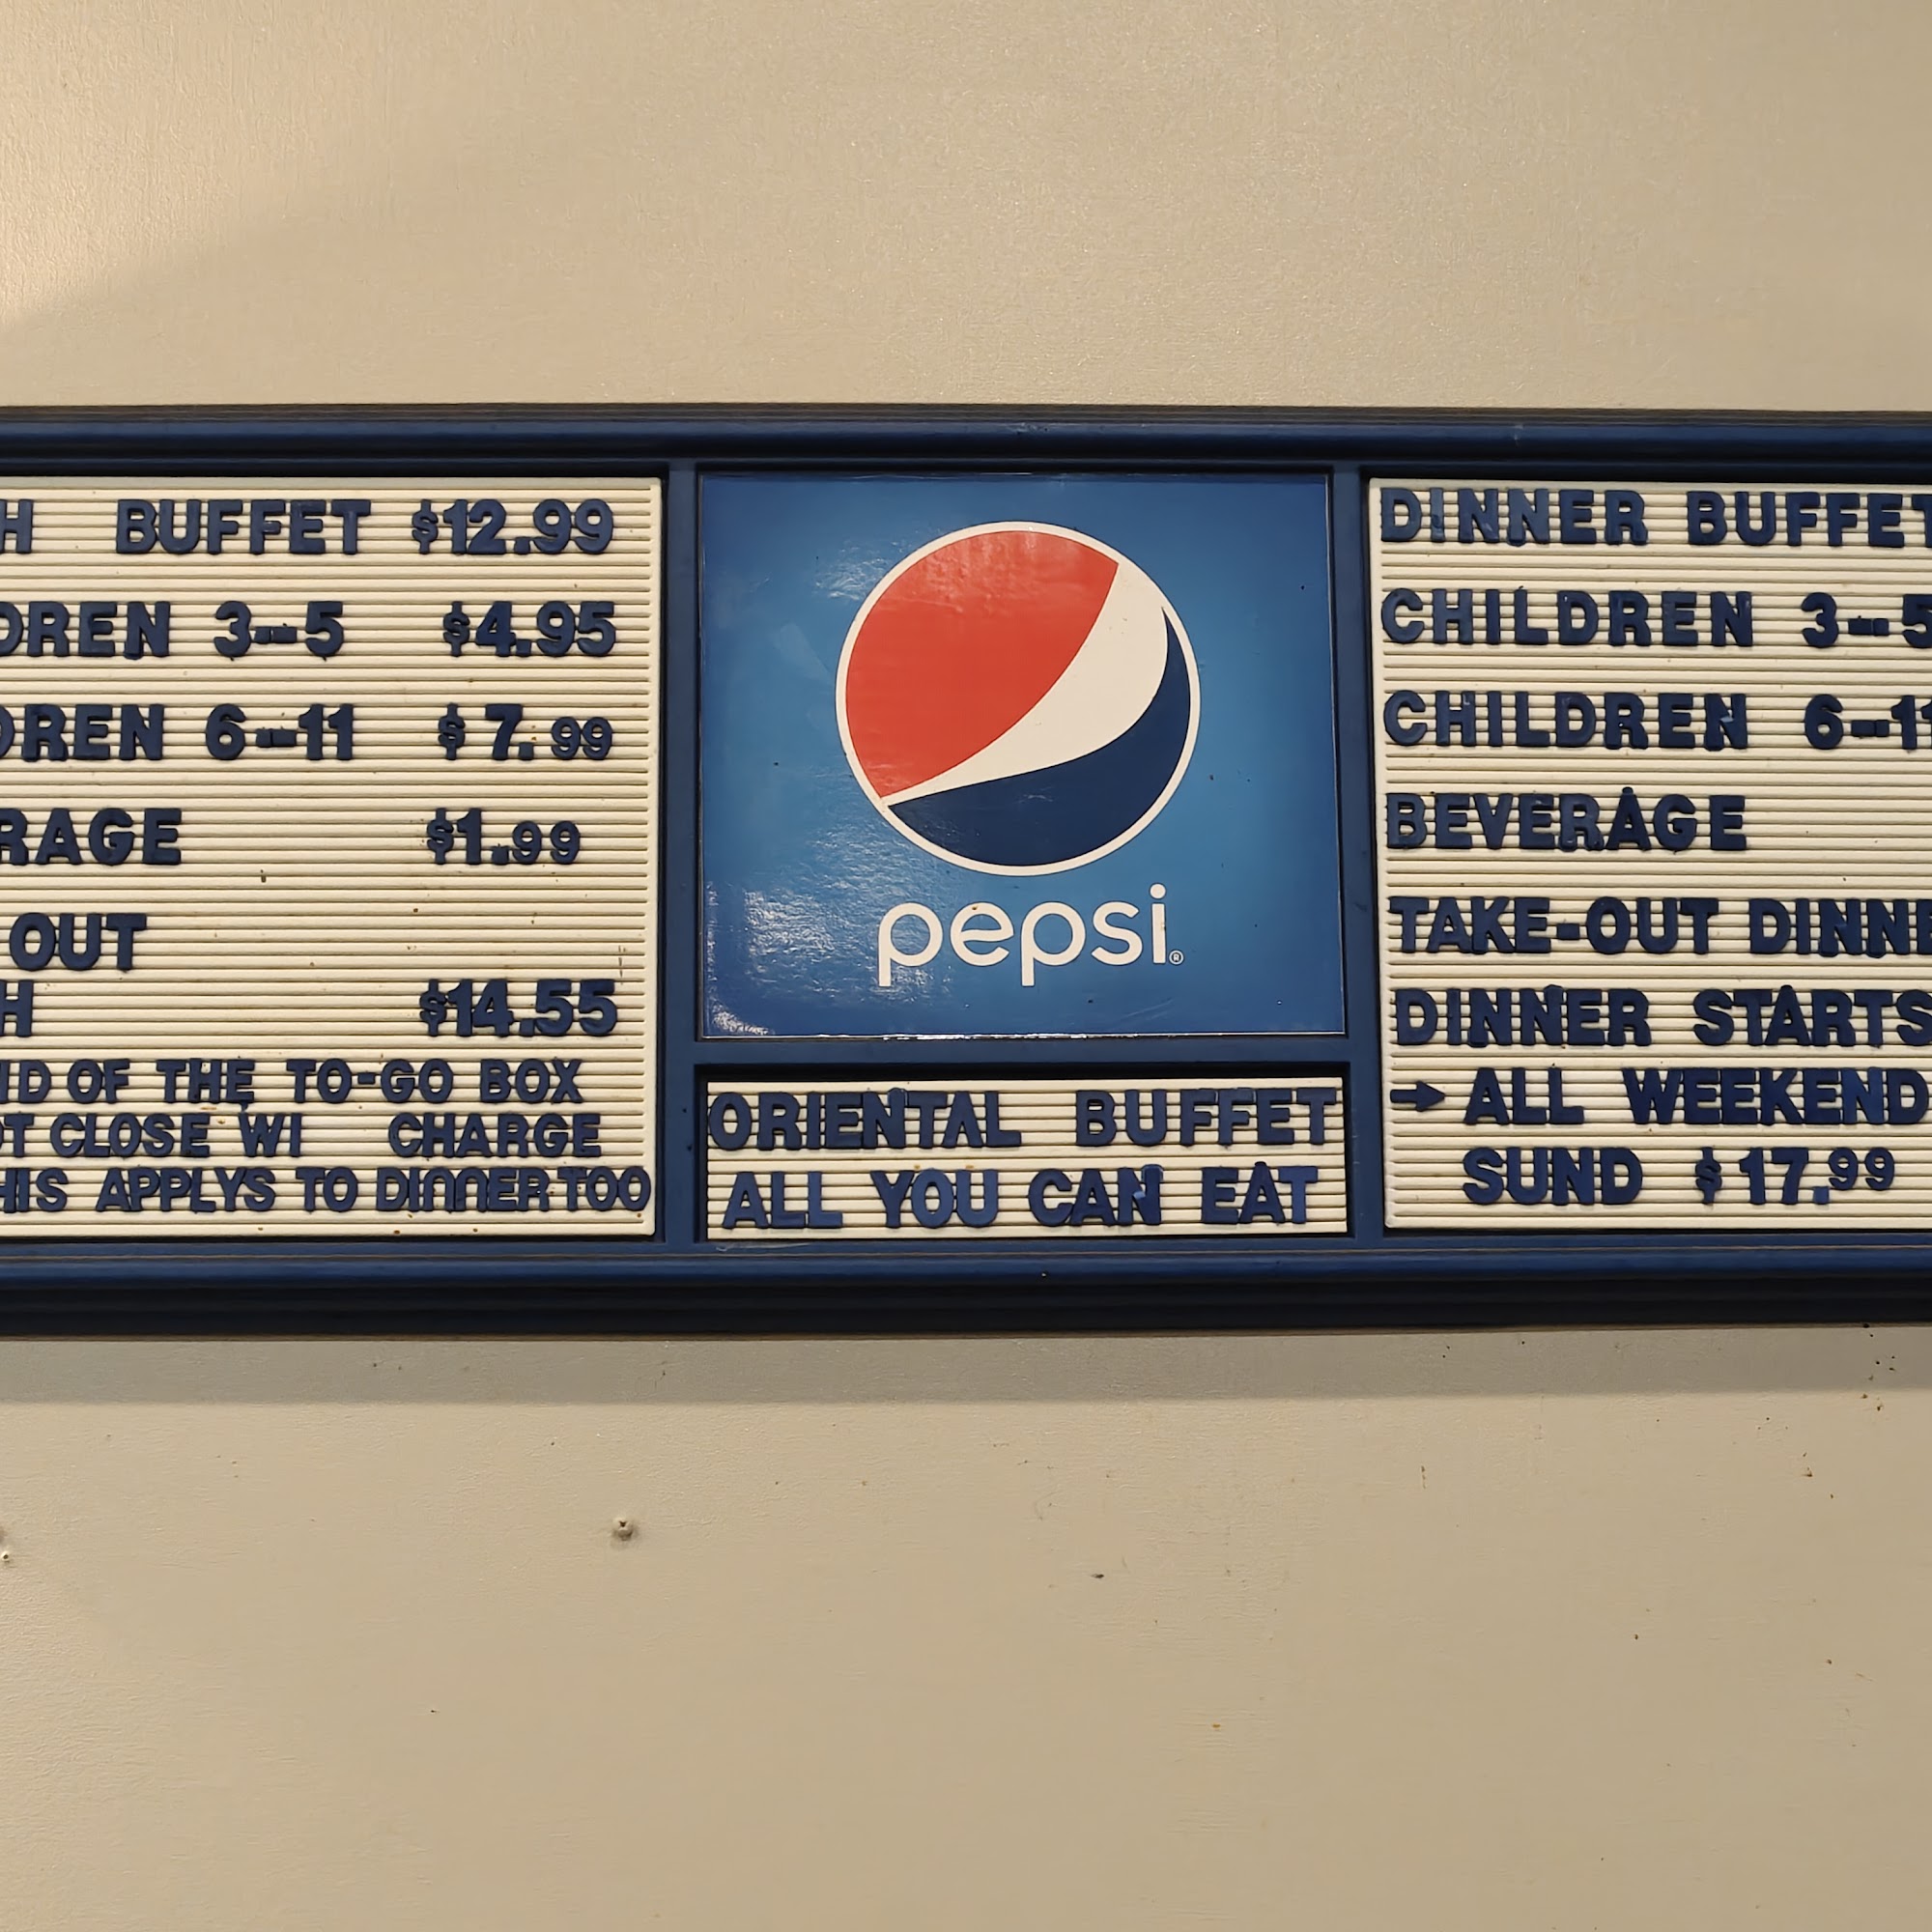 H BUFFET $12.99
DREN 3-5 $4.95
DREN 6-11 $7.99
RAGE $1.99
OUT
H $14.55
ID OF THE TO-GO BOX
OT CLOSE WI CHARGE
HIS APPLYS TO DINNER TOO
pepsi®
ORIENTAL BUFFET
ALL YOU CAN EAT
DINNER BUFFET
CHILDREN 3-5
CHILDREN 6-11
BEVERAGE
TAKE-OUT DINNE
DINNER STARTS
→ ALL WEEKEND
SUND $17.99